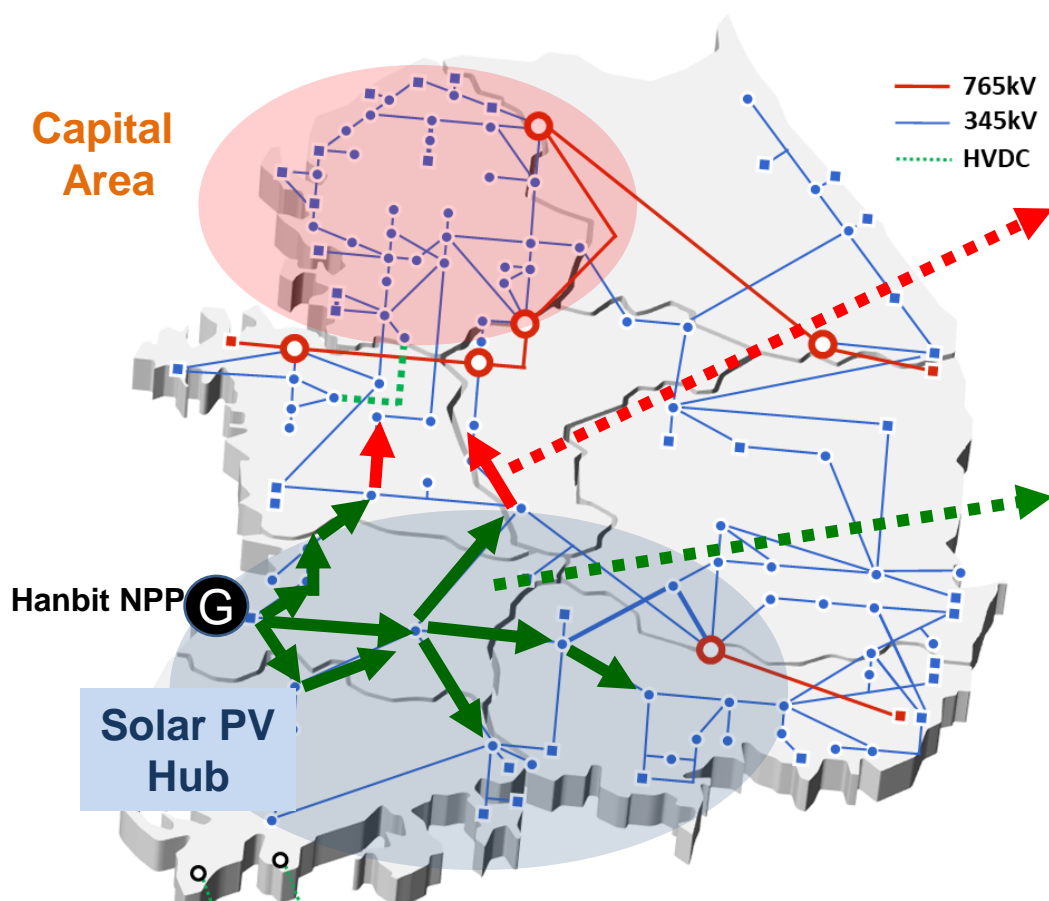 Capital
Area
765kV
345kV
HVDC
Hanbit NPP
G
Solar PV
Hub